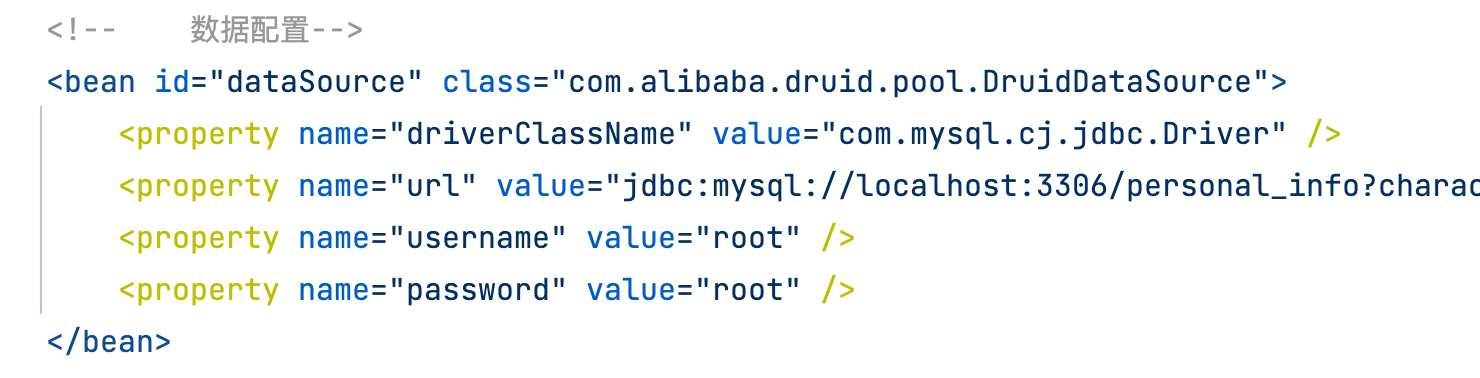 <!--    数据配置-->
<bean id="dataSource" class="com.alibaba.druid.pool.DruidDataSource">
    <property name="driverClassName" value="com.mysql.cj.jdbc.Driver" />
    <property name="url" value="jdbc:mysql://localhost:3306/personal_info?charac
    <property name="username" value="root" />
    <property name="password" value="root" />
</bean>